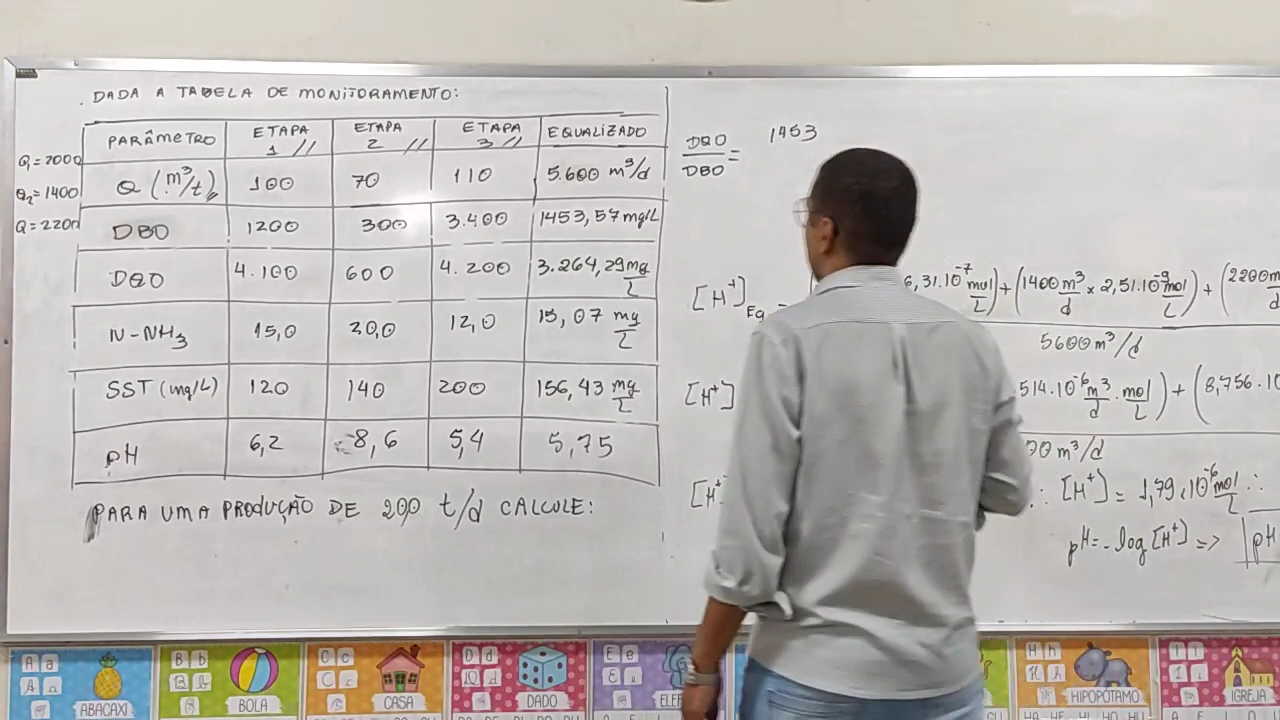 DADA A TABELA DE MONITORAMENTO:
PARÂMETRO ETAPA 1 // ETAPA 2 // ETAPA 3 // EQUALIZADO
Q (m³/t) 100 70 110 5.600 m³/d
DBO 1200 300 3.400 1453,57 mg/L
DQO 4.100 600 4.200 3.264,29 mg/L
N-NH3 15,0 20,0 12,0 15,07 mg/L
SST (mg/L) 120 140 200 156,43 mg/L
pH 6,2 8,6 5,4 5,75
PARA UMA PRODUÇÃO DE 20,0 t/d CALCULE:
Q1=2000
Q2=1400
Q=2200
DQO/DBO = 1453
[H+]Eq = 6,31.10⁻⁷ mol/L) + (1400 m³/d × 2,51.10⁻⁹ mol/L) + (2200 m
5600 m³/d
[H+] 514.10⁻⁶ m³/d . mol/L) + (8,756.10
00 m³/d
[H ∴ [H+] = 1,79.10⁻⁶ mol/L ∴
pH = -log [H+] => pH
A a
ABACAXI
B b
BOLA
C c
CASA
D d
DADO
E e
ELEF
H h
HIPOPÓTAMO
I i
IGREJA